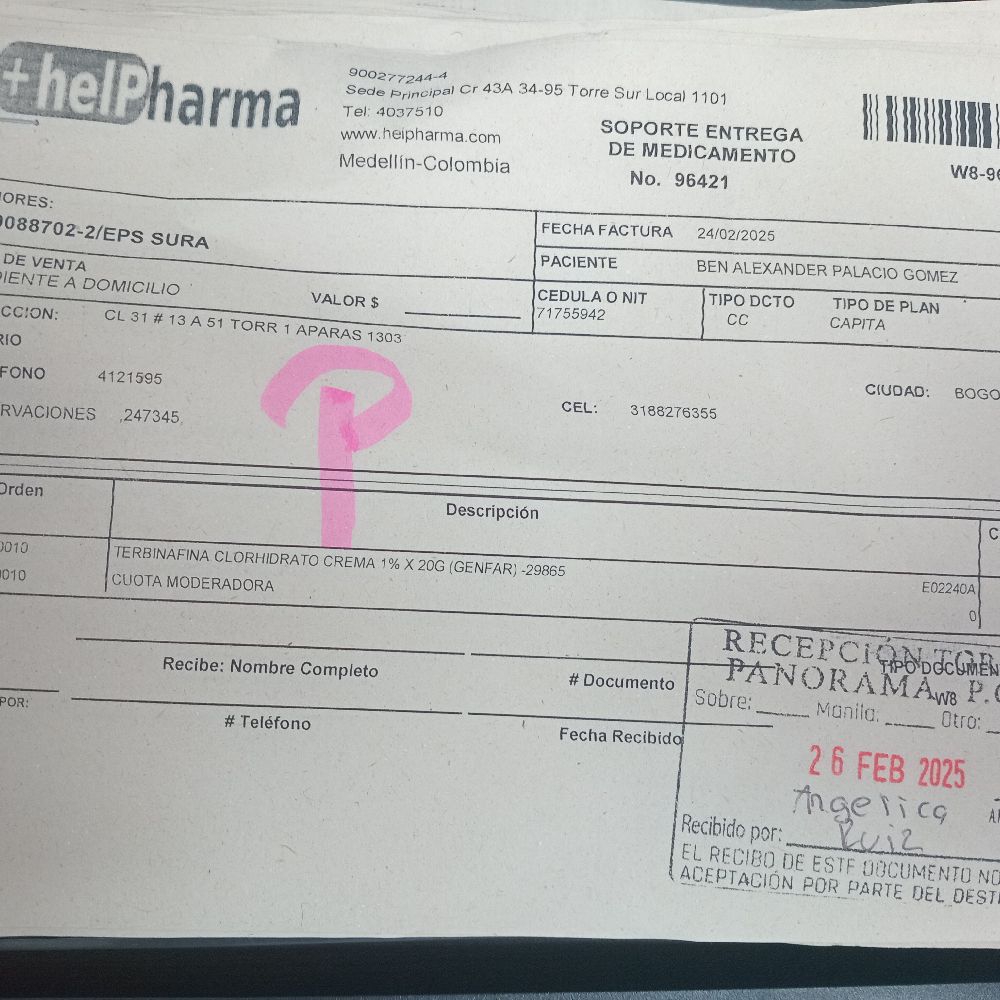 +helPharma
900277244-4
Sede Principal Cr 43A 34-95 Torre Sur Local 1101
Tel: 4037510
www.helpharma.com
Medellín-Colombia
SOPORTE ENTREGA
DE MEDICAMENTO
No. 96421
W8-96
ORES:
0088702-2/EPS SURA
DE VENTA
DIENTE A DOMICILIO
VALOR $
FECHA FACTURA 24/02/2025
PACIENTE BEN ALEXANDER PALACIO GOMEZ
CEDULA O NIT TIPO DCTO TIPO DE PLAN
71755942 CC CAPITA
CCION: CL 31 # 13 A 51 TORR 1 APARAS 1303
RIO
FONO 4121595
CIUDAD: BOGO
RVACIONES ,247345,
CEL: 3188276355
P
Orden Descripción C
0010 TERBINAFINA CLORHIDRATO CREMA 1% X 20G (GENFAR) -29865 E02240A
0010 CUOTA MODERADORA 0
Recibe: Nombre Completo # Documento TIPO DOCUMEN
POR: # Teléfono Fecha Recibido W8
RECEPCIÓN TOR
PANORAMA P.
Sobre: Manila: Otro:
26 FEB 2025
Angelica
Recibido por: Ruiz
EL RECIBO DE ESTE DOCUMENTO NO
ACEPTACIÓN POR PARTE DEL DEST